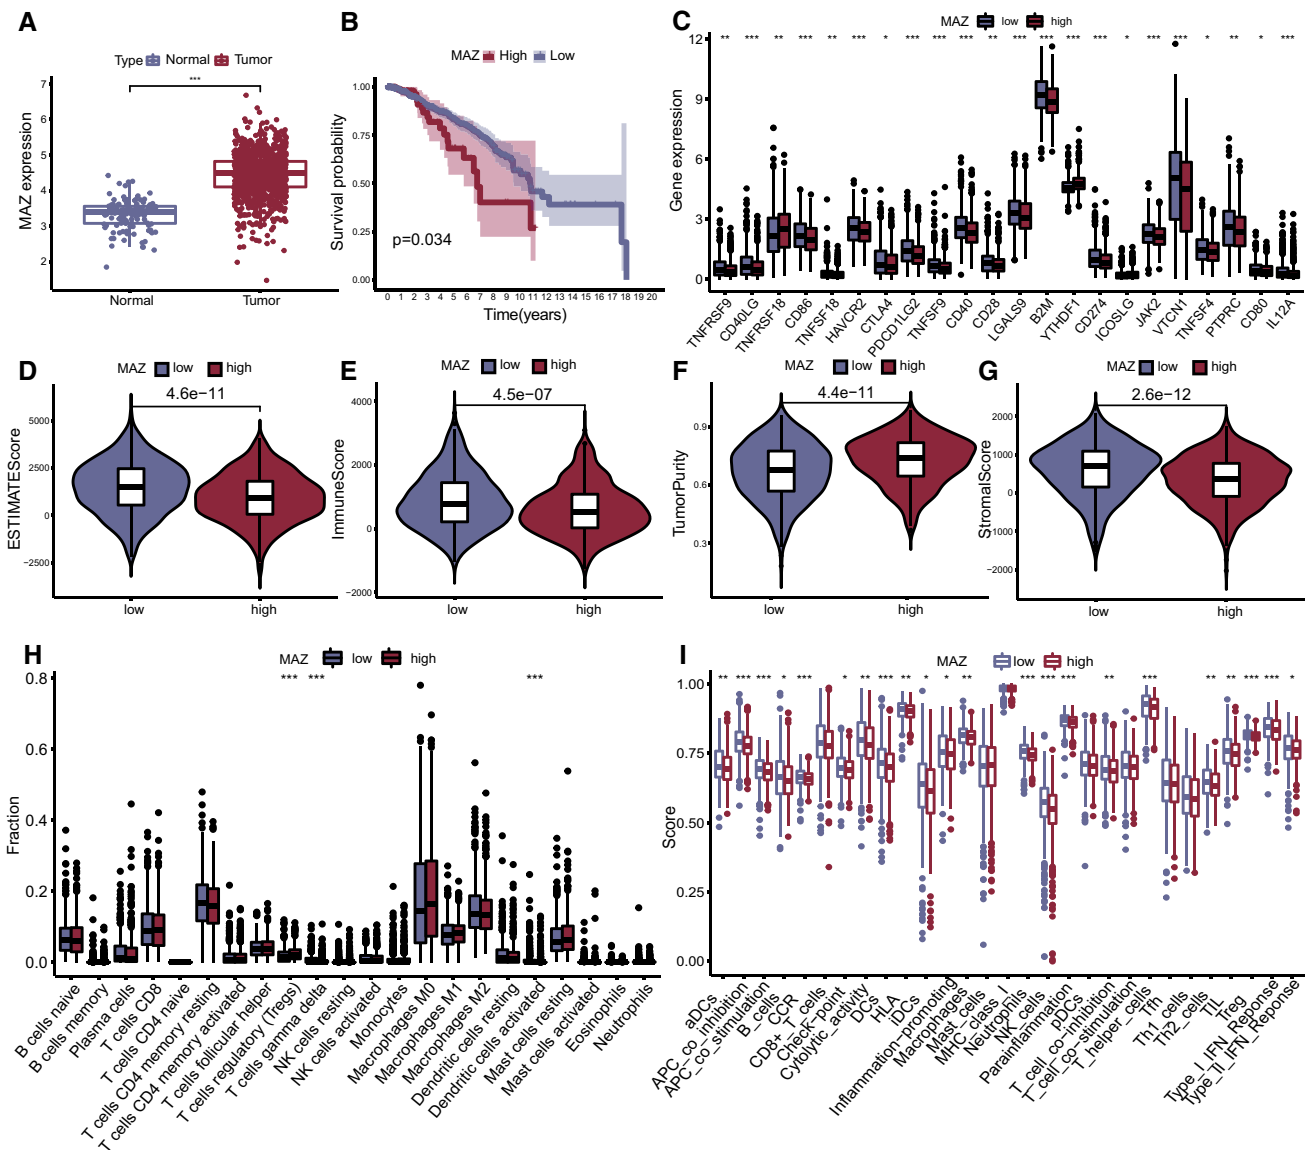 A
Type Normal Tumor
MAZ expression
7
6
5
4
3
2
***
Normal Tumor
B
MAZ High Low
Survival probability
1.00
0.75
0.50
0.25
0.00
p=0.034
0 1 2 3 4 5 6 7 8 9 10 11 12 13 14 15 16 17 18 19 20
Time(years)
C
MAZ low high
Gene expression
12
9
6
3
0
** *** ** *** ** *** * *** *** *** ** *** *** *** *** * *** *** * ** * ***
TNFRSF9
CD40LG
TNFRSF18
CD86
TNFSF18
HAVCR2
CTLA4
PDCD1LG2
TNFSF9
CD40
CD28
LGALS9
B2M
YTHDF1
CD274
ICOSLG
JAK2
VTCN1
TNFSF4
PTPRC
CD80
IL12A
D
MAZ low high
4.6e−11
ESTIMATEScore
5000
2500
0
−2500
low high
E
MAZ low high
4.5e−07
ImmuneScore
4000
2000
0
−2000
low high
F
MAZ low high
4.4e−11
TumorPurity
0.9
0.6
0.3
low high
G
MAZ low high
2.6e−12
StromalScore
2000
1000
0
−1000
−2000
low high
H
MAZ low high
Fraction
0.8
0.6
0.4
0.2
0.0
*** *** ***
B cells naive
B cells memory
Plasma cells
T cells CD8
T cells CD4 naive
T cells CD4 memory resting
T cells CD4 memory activated
T cells follicular helper
T cells regulatory (Tregs)
T cells gamma delta
NK cells resting
NK cells activated
Monocytes
Macrophages M0
Macrophages M1
Macrophages M2
Dendritic cells resting
Dendritic cells activated
Mast cells resting
Mast cells activated
Eosinophils
Neutrophils
I
MAZ low high
Score
1.00
0.75
0.50
0.25
0.00
** *** *** * *** * ** *** ** * * ** *** *** *** ** *** ** ** *** *** *
aDCs
APC_co_inhibition
APC_co_stimulation
B_cells
CCR
CD8+_T_cells
Check−point
Cytolytic_activity
DCs
HLA
iDCs
Inflammation−promoting
Macrophages
Mast_cells
MHC_class_I
Neutrophils
NK_cells
Parainflammation
pDCs
T_cell_co−inhibition
T_cell_co−stimulation
T_helper_cells
Tfh
Th1_cells
Th2_cells
TIL
Treg
Type_I_IFN_Reponse
Type_II_IFN_Reponse